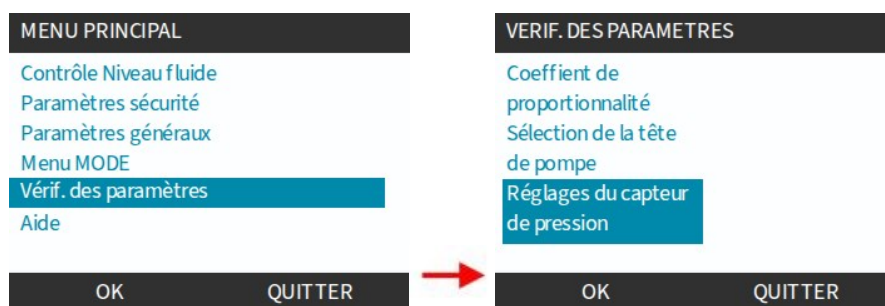 MENU PRINCIPAL
Contrôle Niveau fluide
Paramètres sécurité
Paramètres généraux
Menu MODE
Vérif. des paramètres
Aide
OK QUITTER
VERIF. DES PARAMETRES
Coeffient de
proportionnalité
Sélection de la tête
de pompe
Réglages du capteur
de pression
OK QUITTER